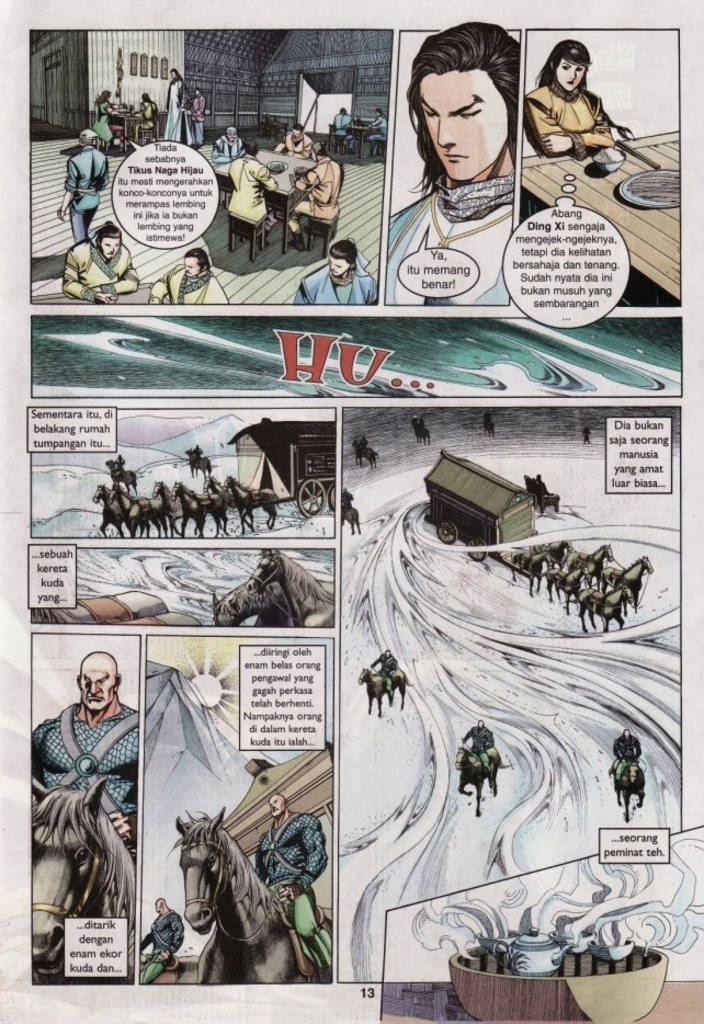 Tiada
sebabnya
Tikus Naga Hijau
itu mesti mengerahkan
konco-konconya untuk
merampas lembing
ini jika ia bukan
lembing yang
istimewa!
Ya,
itu memang
benar!
Abang
Ding Xi sengaja
mengejek-ngejeknya,
tetapi dia kelihatan
bersahaja dan tenang.
Sudah nyata dia
bukan musuh yang
sembarangan
...
HU...
Sementara itu, di
belakang rumah
tumpangan itu...
...sebuah
kereta
kuda
yang...
...ditarik
dengan
enam ekor
kuda dan...
...diiringi oleh
enam belas orang
pengawal yang
gagah perkasa
telah berhenti.
Nampaknya orang
di dalam kereta
kuda itu ialah...
Dia bukan
saja seorang
manusia
yang amat
luar biasa...
...seorang
peminat teh.
13